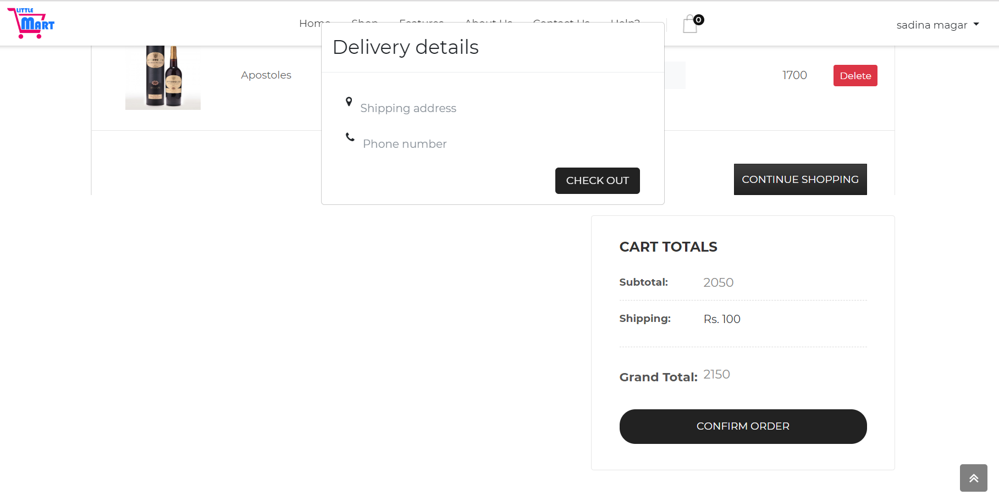 LITTLE
MART
Home Shop Features About Us Contact Us Help?
0
sadina magar
Delivery details
Apostoles
1700
Delete
Shipping address
Phone number
CHECK OUT
CONTINUE SHOPPING
CART TOTALS
Subtotal: 2050
Shipping: Rs. 100
Grand Total: 2150
CONFIRM ORDER